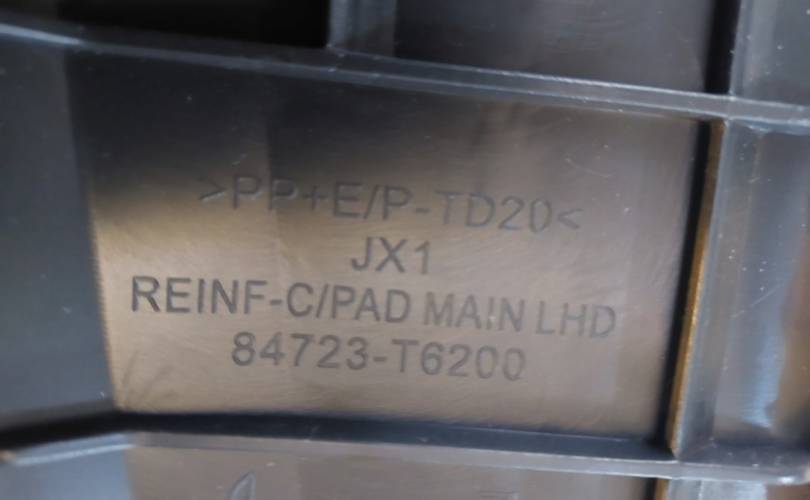 >PP+E/P-TD20<
JX1
REINF-C/PAD MAIN LHD
84723-T6200